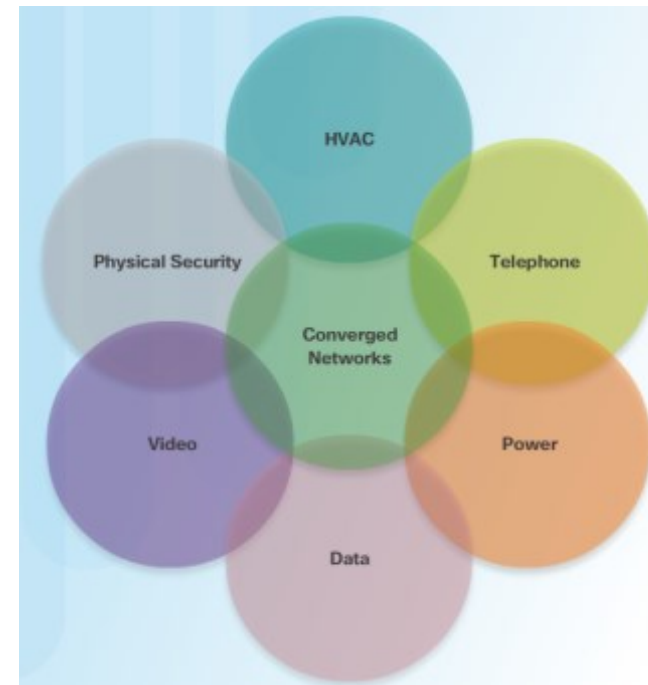 HVAC
Physical Security
Telephone
Converged
Networks
Video
Power
Data